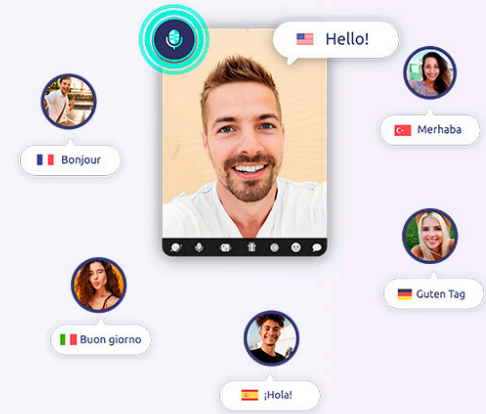 Hello!
Merhaba
Bonjour
Guten Tag
Buon giorno
¡Hola!